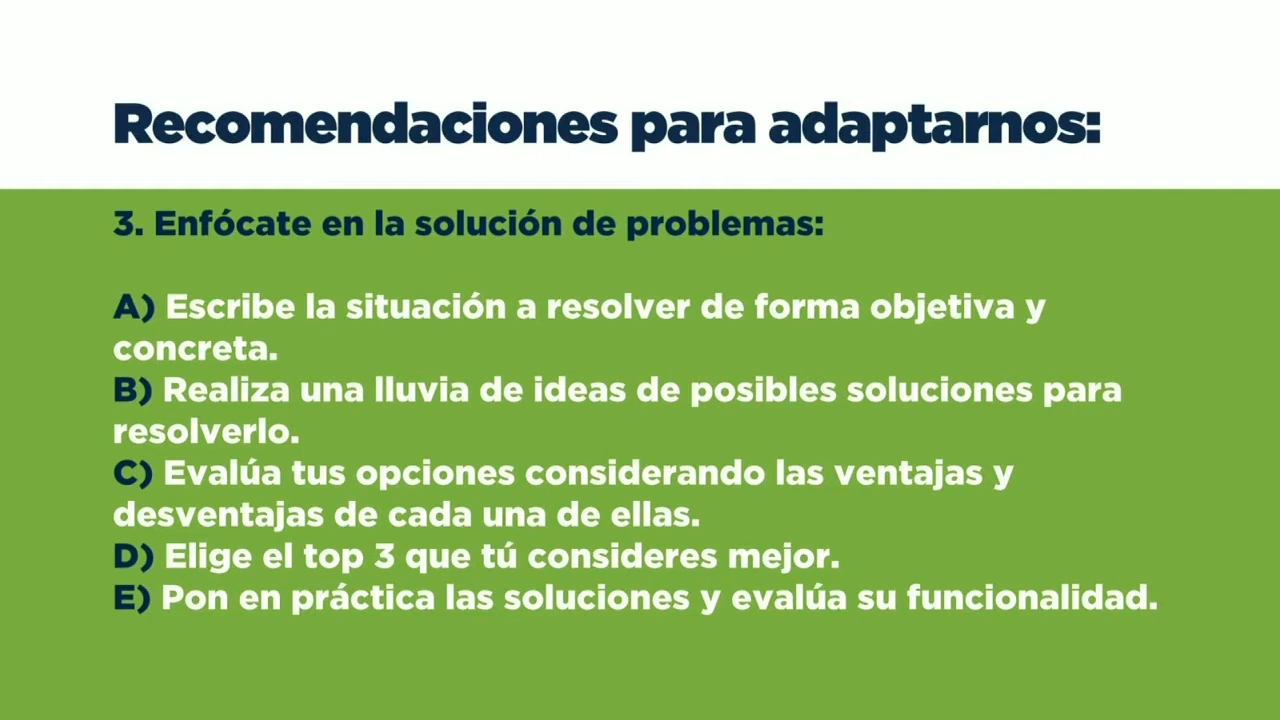 Recomendaciones para adaptarnos:
3. Enfócate en la solución de problemas:
A) Escribe la situación a resolver de forma objetiva y
concreta.
B) Realiza una lluvia de ideas de posibles soluciones para
resolverlo.
C) Evalúa tus opciones considerando las ventajas y
desventajas de cada una de ellas.
D) Elige el top 3 que tú consideres mejor.
E) Pon en práctica las soluciones y evalúa su funcionalidad.